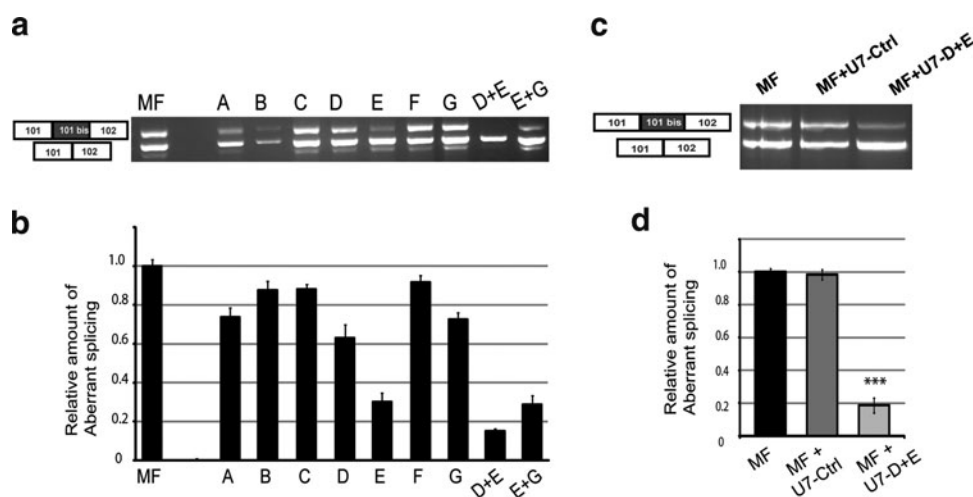 a
MF A B C D E F G D+E E+G
101 101 bis 102
101 102
b
Relative amount of
Aberrant splicing
1.0
0.8
0.6
0.4
0.2
0
MF A B C D E F G D+E E+G
c
MF MF+U7-Ctrl MF+U7-D+E
101 101 bis 102
101 102
d
Relative amount of
Aberrant splicing
1.0
0.8
0.6
0.4
0.2
0
***
MF MF + U7-Ctrl MF + U7-D+E